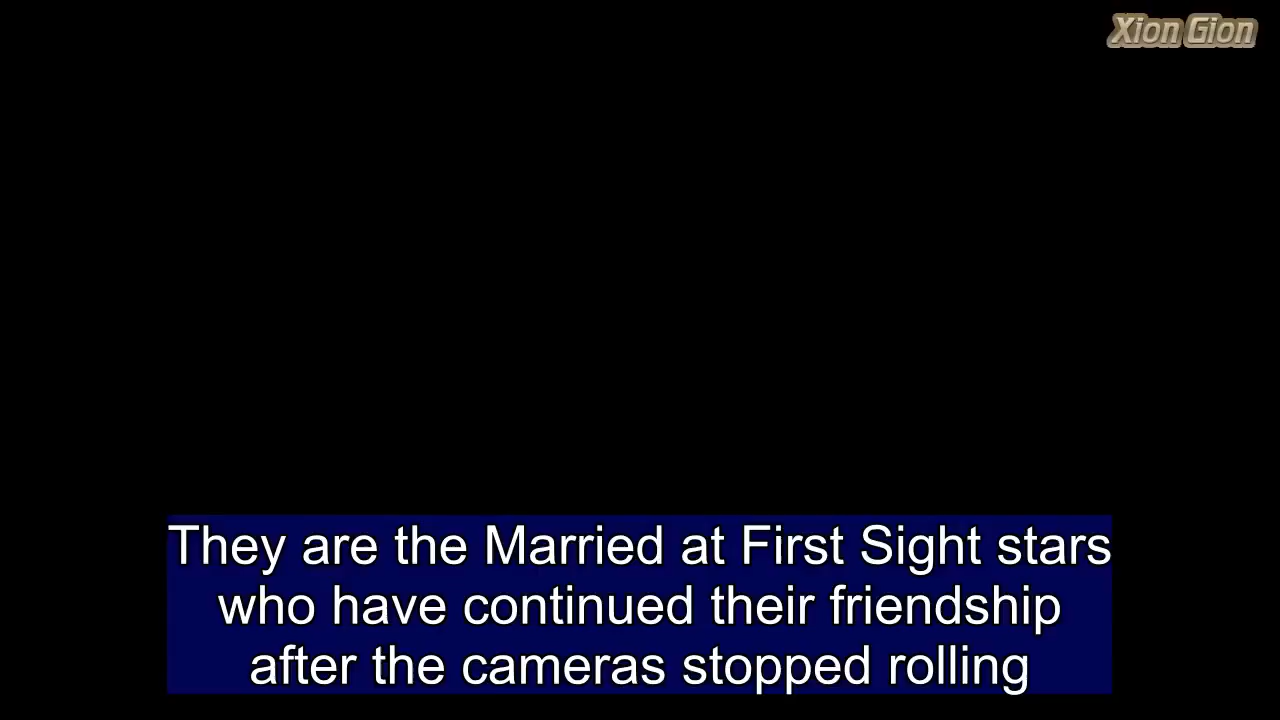 Xion Gion
They are the Married at First Sight stars
who have continued their friendship
after the cameras stopped rolling